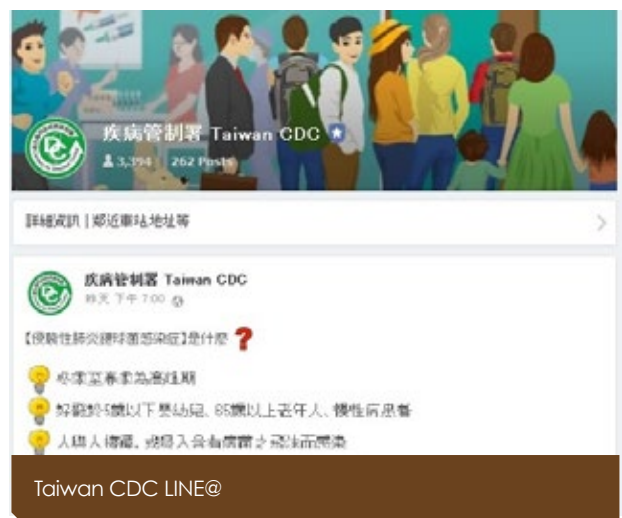 疾病管制署 Taiwan CDC
3,394 262 Posts
詳細資訊 | 鄰近車站地址等
疾病管制署 Taiwan CDC
昨天 下午 7:00
【侵襲性肺炎鏈球菌感染症】是什麼❓
冬季至春季為高峰期
好發於5歲以下嬰幼兒、65歲以上老年人、慢性病患者
人與人接觸，或吸入含有病菌之飛沫而感染
Taiwan CDC LINE@